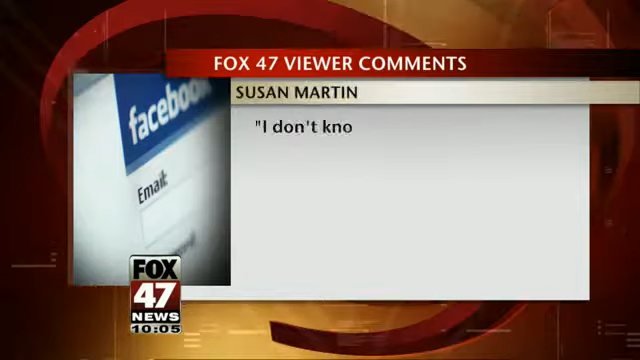 FOX 47 VIEWER COMMENTS
SUSAN MARTIN
"I don't kno
facebook
Email:
FOX
47
NEWS
10:05